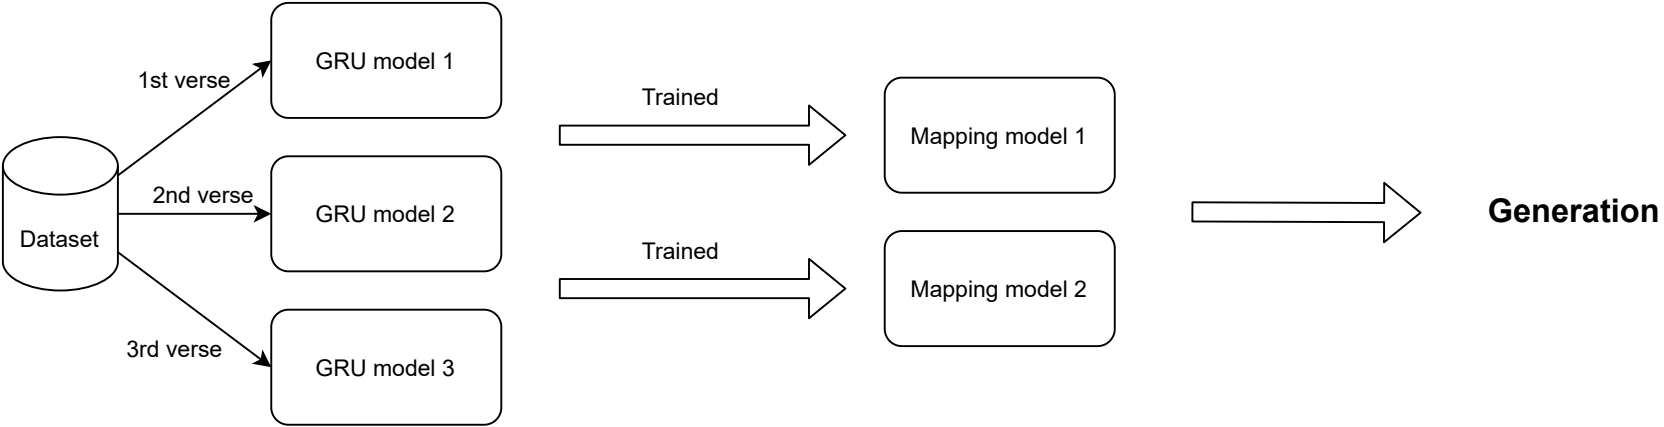 Dataset
1st verse
2nd verse
3rd verse
GRU model 1
GRU model 2
GRU model 3
Trained
Trained
Mapping model 1
Mapping model 2
Generation